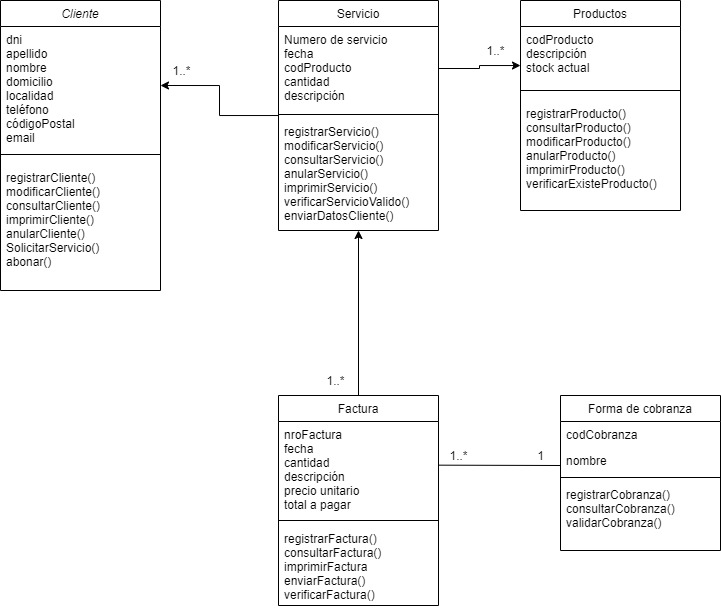 Cliente
dni
apellido
nombre
domicilio
localidad
teléfono
códigoPostal
email
registrarCliente()
modificarCliente()
consultarCliente()
imprimirCliente()
anularCliente()
SolicitarServicio()
abonar()
1..*
Servicio
Numero de servicio
fecha
codProducto
cantidad
descripción
registrarServicio()
modificarServicio()
consultarServicio()
anularServicio()
imprimirServicio()
verificarServicioValido()
enviarDatosCliente()
1..*
Productos
codProducto
descripción
stock actual
registrarProducto()
consultarProducto()
modificarProducto()
anularProducto()
imprimirProducto()
verificarExisteProducto()
1..*
Factura
nroFactura
fecha
cantidad
descripción
precio unitario
total a pagar
registrarFactura()
consultarFactura()
imprimirFactura
enviarFactura()
verificarFactura()
1..*
1
Forma de cobranza
codCobranza
nombre
registrarCobranza()
consultarCobranza()
validarCobranza()